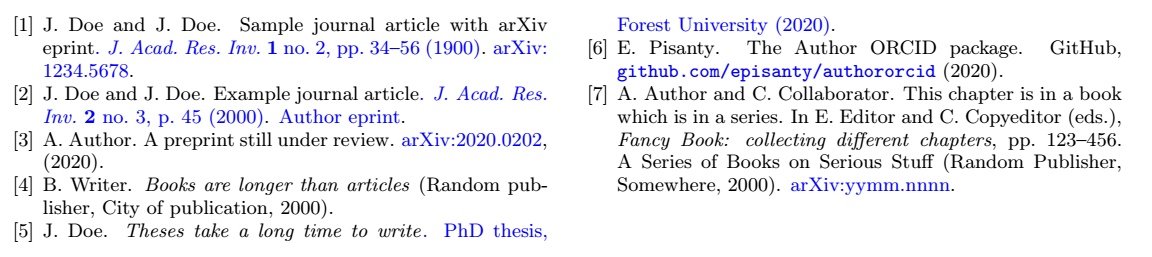 [1] J. Doe and J. Doe. Sample journal article with arXiv
eprint. J. Acad. Res. Inv. 1 no. 2, pp. 34–56 (1900). arXiv:
1234.5678.
[2] J. Doe and J. Doe. Example journal article. J. Acad. Res.
Inv. 2 no. 3, p. 45 (2000). Author eprint.
[3] A. Author. A preprint still under review. arXiv:2020.0202,
(2020).
[4] B. Writer. Books are longer than articles (Random pub-
lisher, City of publication, 2000).
[5] J. Doe. Theses take a long time to write. PhD thesis,
Forest University (2020).
[6] E. Pisanty. The Author ORCID package. GitHub,
github.com/episanty/authororcid (2020).
[7] A. Author and C. Collaborator. This chapter is in a book
which is in a series. In E. Editor and C. Copyeditor (eds.),
Fancy Book: collecting different chapters, pp. 123–456.
A Series of Books on Serious Stuff (Random Publisher,
Somewhere, 2000). arXiv:yymm.nnnn.